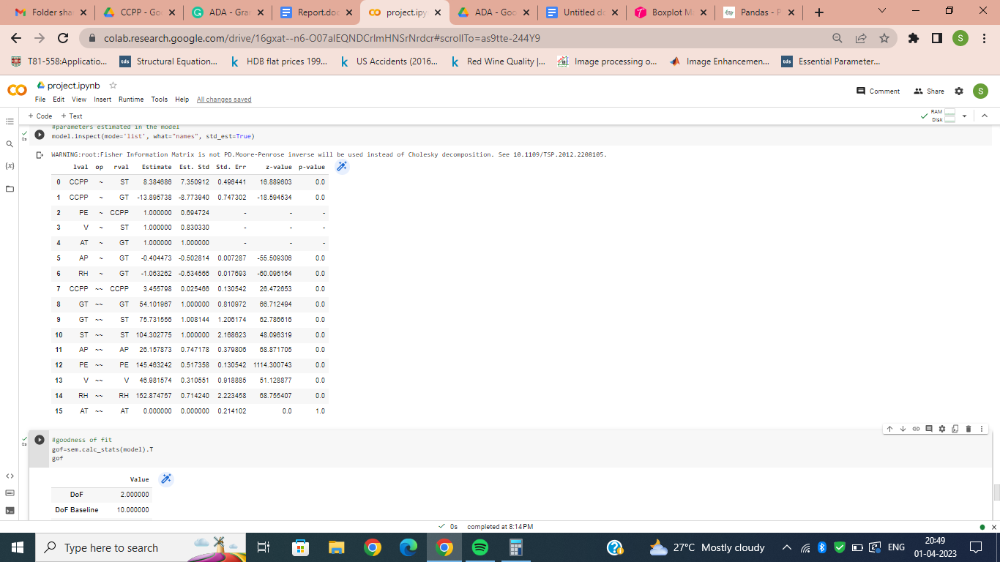 Folder sha
CCPP - Go
ADA - Gra
Report.doc
project.ipy
ADA - Goo
Untitled d
Boxplot M
Pandas - P
colab.research.google.com/drive/16gxat--n6-O07alEQNDCrImHNSrNrdcr#scrollTo=as9tte-244Y9
S
T81-558:Applicatio...
tds Structural Equation...
k HDB flat prices 199...
k US Accidents (2016...
k Red Wine Quality |...
Image processing o...
Image Enhancemen...
tds Essential Parameter...
CO project.ipynb
File Edit View Insert Runtime Tools Help All changes saved
Comment Share S
+ Code + Text
RAM
Disk
#parameters estimated in the model
model.inspect(mode='list', what="names", std_est=True)
0s
{x}
WARNING:root:Fisher Information Matrix is not PD.Moore-Penrose inverse will be used instead of Cholesky decomposition. See 10.1109/TSP.2012.2208105.
lval op rval Estimate Est. Std Std. Err z-value p-value
0 CCPP ~ ST 8.384686 7.350912 0.496441 16.889603 0.0
1 CCPP ~ GT -13.895738 -8.773940 0.747302 -18.594534 0.0
2 PE ~ CCPP 1.000000 0.694724 - - -
3 V ~ ST 1.000000 0.830330 - - -
4 AT ~ GT 1.000000 1.000000 - - -
5 AP ~ GT -0.404473 -0.502814 0.007287 -55.509306 0.0
6 RH ~ GT -1.063262 -0.534566 0.017693 -60.096164 0.0
7 CCPP ~~ CCPP 3.455798 0.025466 0.130542 26.472653 0.0
8 GT ~~ GT 54.101967 1.000000 0.810972 66.712494 0.0
9 GT ~~ ST 75.731556 1.008144 1.206174 62.786616 0.0
10 ST ~~ ST 104.302775 1.000000 2.168623 48.096319 0.0
11 AP ~~ AP 26.157873 0.747178 0.379806 68.871705 0.0
12 PE ~~ PE 145.463242 0.517358 0.130542 1114.300743 0.0
13 V ~~ V 46.981574 0.310551 0.918885 51.128877 0.0
14 RH ~~ RH 152.874757 0.714240 2.223458 68.755407 0.0
15 AT ~~ AT 0.000000 0.000000 0.214102 0.0 1.0
0s
#goodness of fit
gof=sem.calc_stats(model).T
gof
Value
DoF 2.000000
DoF Baseline 10.000000
0s completed at 8:14 PM
Type here to search
27°C Mostly cloudy
ENG
20:49
01-04-2023